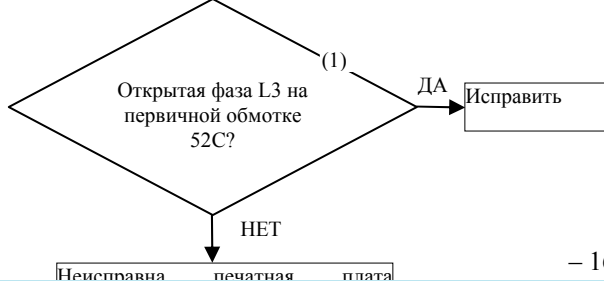 (1)
Открытая фаза L3 на
первичной обмотке
52C?
ДА
Исправить
НЕТ
Неисправна печатная плата